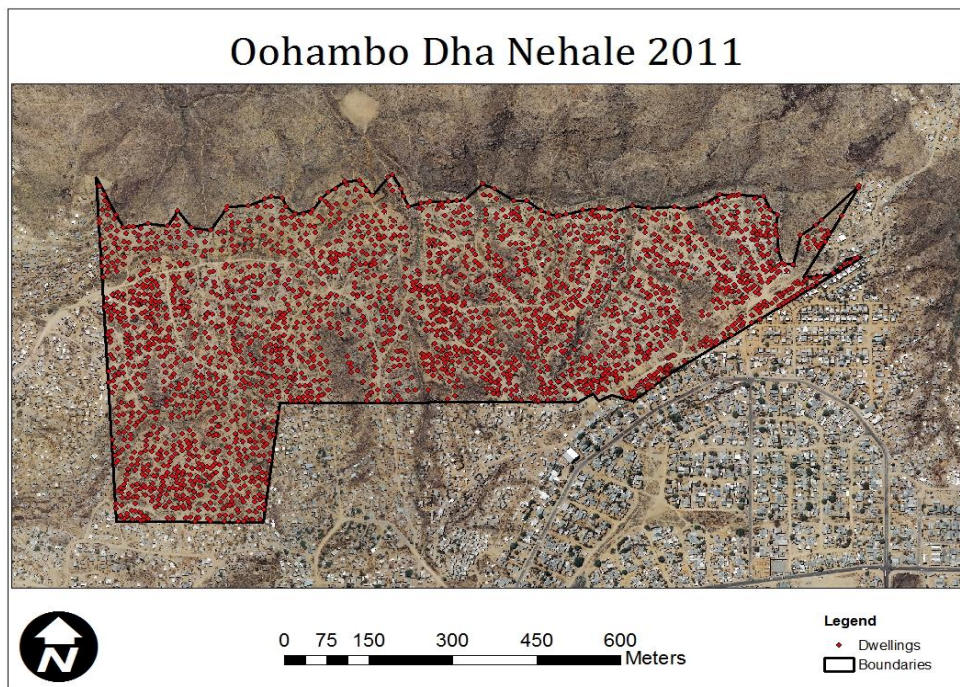 Oohambo Dha Nehale 2011
N
0 75 150 300 450 600
Meters
Legend
Dwellings
Boundaries